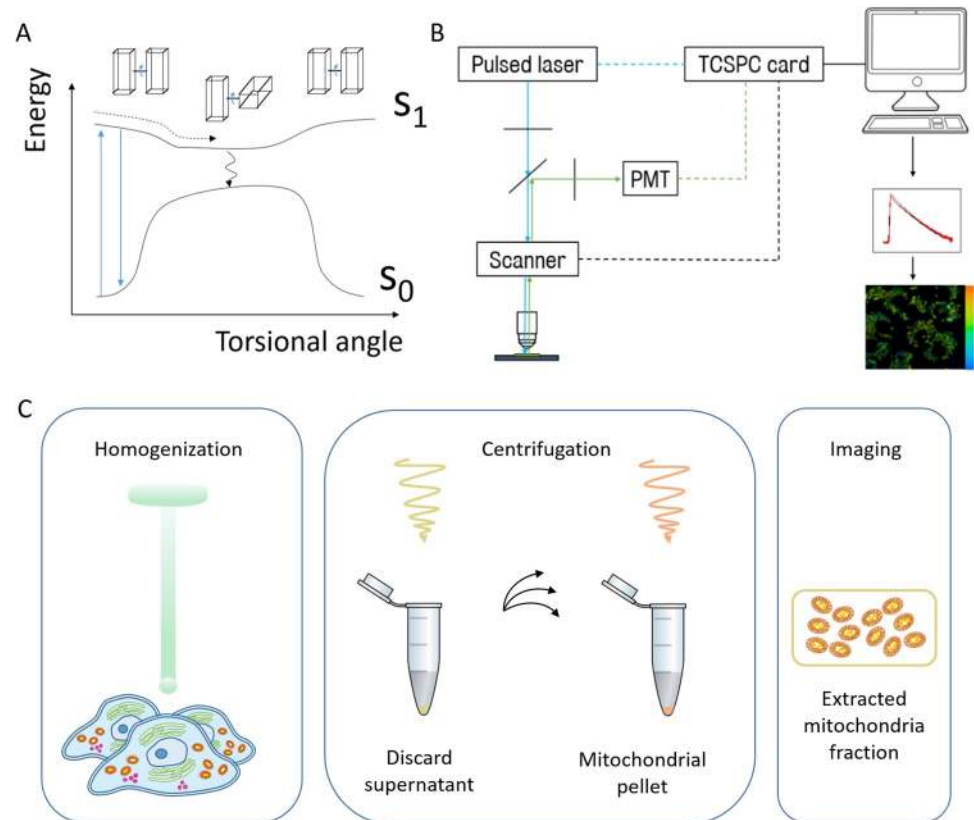 A
Energy
S1
S0
Torsional angle
B
Pulsed laser
TCSPC card
PMT
Scanner
C
Homogenization
Centrifugation
Discard
supernatant
Mitochondrial
pellet
Imaging
Extracted
mitochondria
fraction